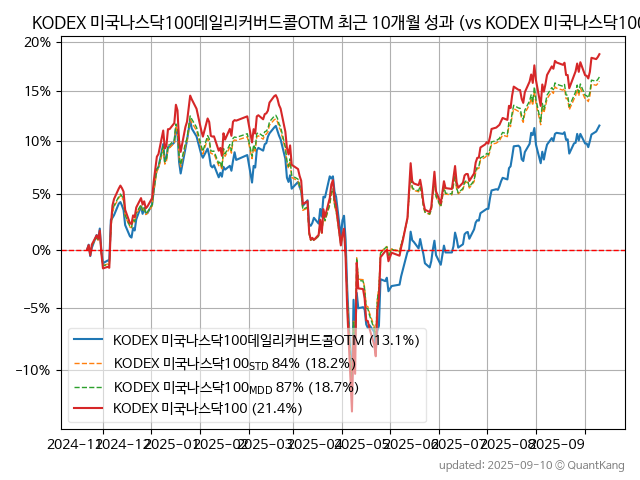 KODEX 미국나스닥100데일리커버드콜OTM 최근 10개월 성과 (vs KODEX 미국나스닥100
20%
15%
10%
5%
0%
−5%
−10%
KODEX 미국나스닥100데일리커버드콜OTM (13.1%)
KODEX 미국나스닥100STD 84% (18.2%)
KODEX 미국나스닥100MDD 87% (18.7%)
KODEX 미국나스닥100 (21.4%)
2024-11 2024-12 2025-01 2025-02 2025-03 2025-04 2025-05 2025-06 2025-07 2025-08 2025-09
updated: 2025-09-10 © QuantKang